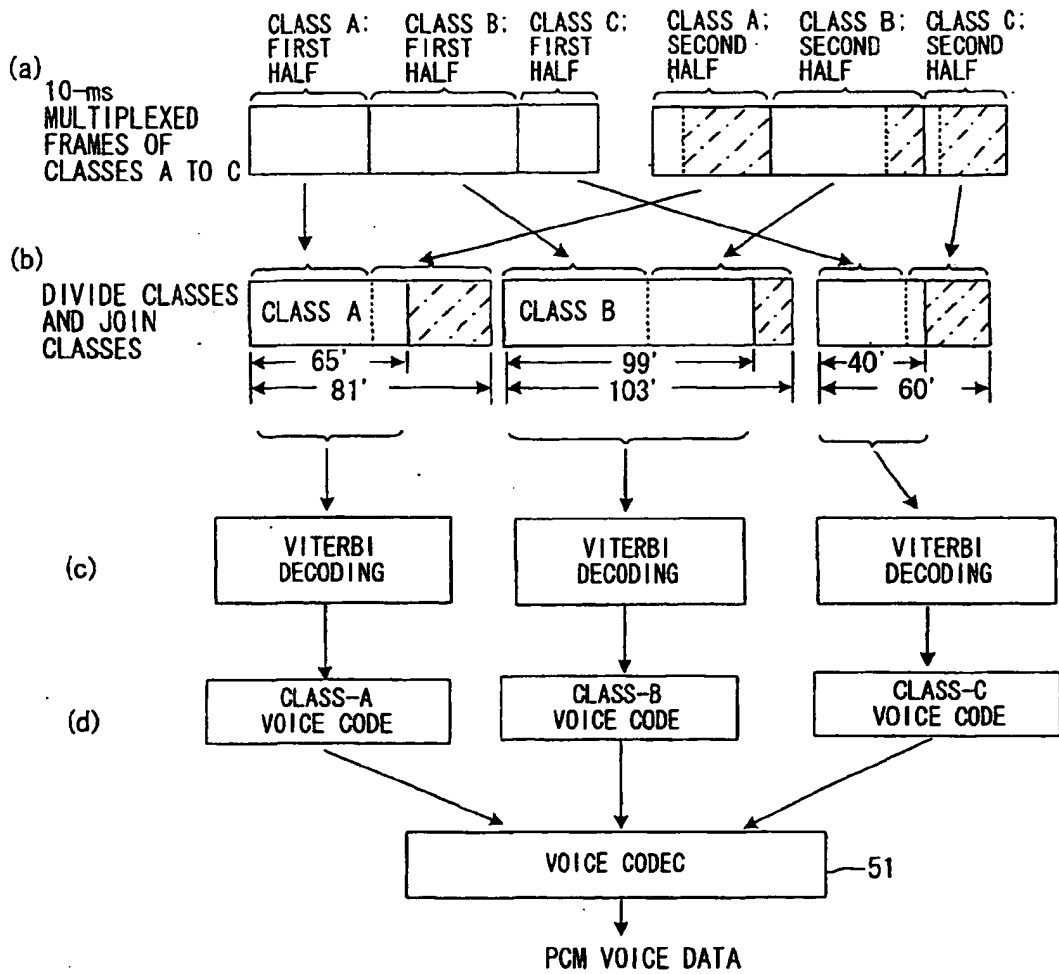 CLASS A; FIRST HALF
CLASS B; FIRST HALF
CLASS C; FIRST HALF
CLASS A; SECOND HALF
CLASS B; SECOND HALF
CLASS C; SECOND HALF
(a)
10-ms
MULTIPLEXED
FRAMES OF
CLASSES A TO C
(b)
DIVIDE CLASSES
AND JOIN
CLASSES
CLASS A
CLASS B
65'
99'
40'
81'
103'
60'
(c)
VITERBI
DECODING
VITERBI
DECODING
VITERBI
DECODING
(d)
CLASS-A
VOICE CODE
CLASS-B
VOICE CODE
CLASS-C
VOICE CODE
VOICE CODEC
51
PCM VOICE DATA